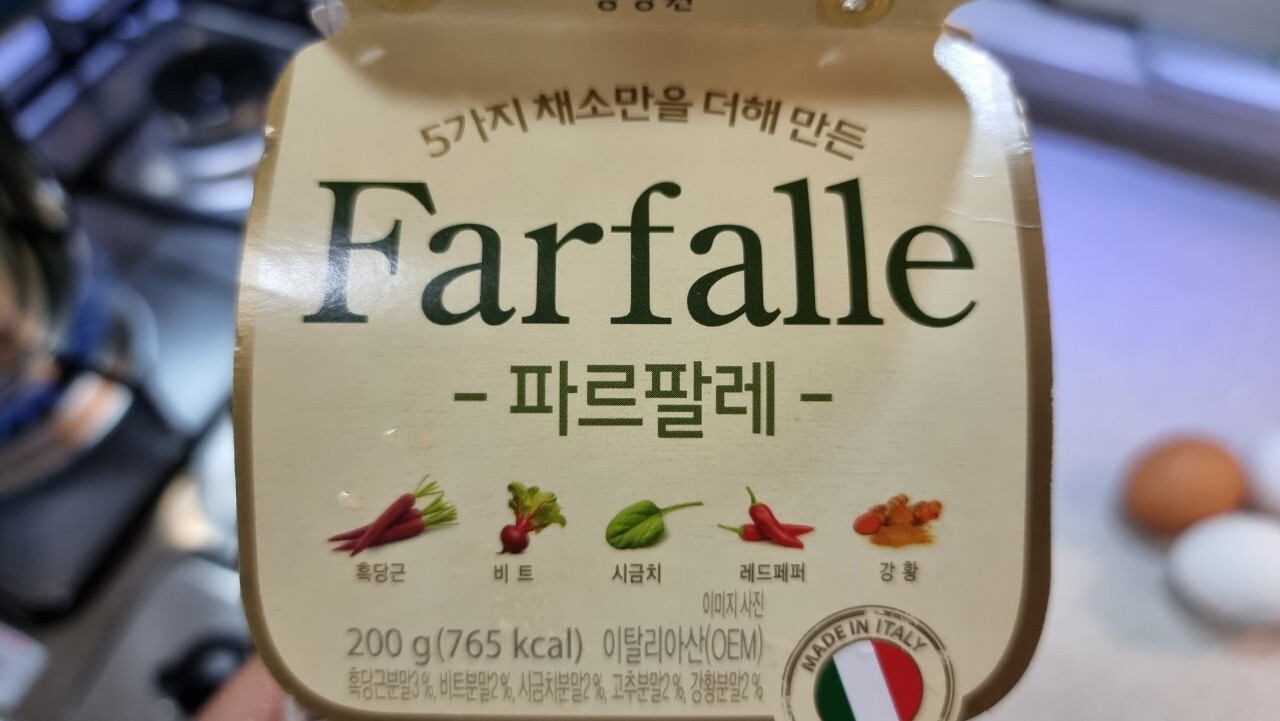 5가지 채소만을 더해 만든
Farfalle
- 파르팔레 -
흑당근 비트 시금치 레드페퍼 강황
이미지 사진
200 g(765 kcal) 이탈리아산(OEM)
흑당근분말3%, 비트분말2%, 시금치분말2%, 고추분말2%, 강황분말2%
MADE IN ITALY